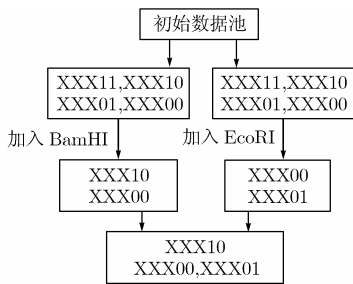 初始数据池
XXX11,XXX10
XXX01,XXX00
XXX11,XXX10
XXX01,XXX00
加入 BamHI
加入 EcoRI
XXX10
XXX00
XXX00
XXX01
XXX10
XXX00,XXX01